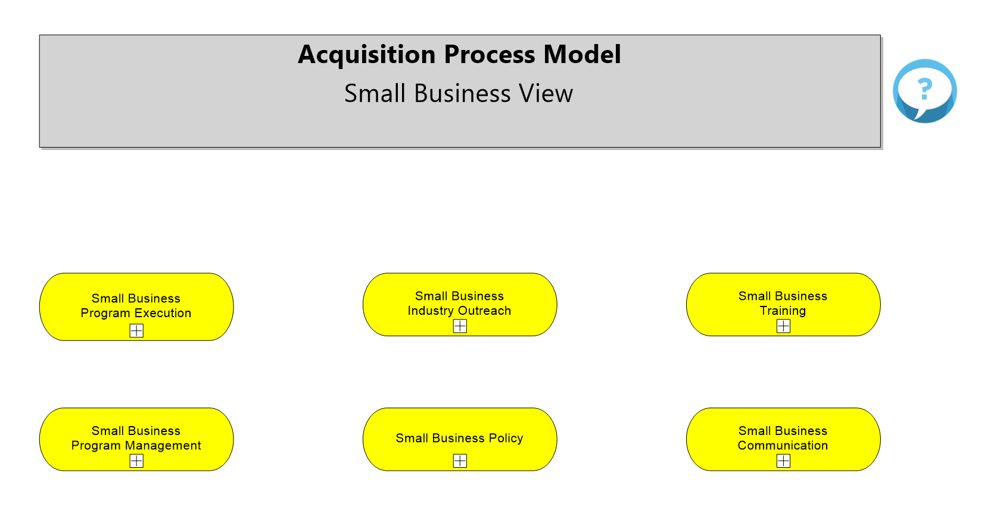 Acquisition Process Model
Small Business View
?
Small Business
Program Execution
Small Business
Industry Outreach
Small Business
Training
Small Business
Program Management
Small Business Policy
Small Business
Communication